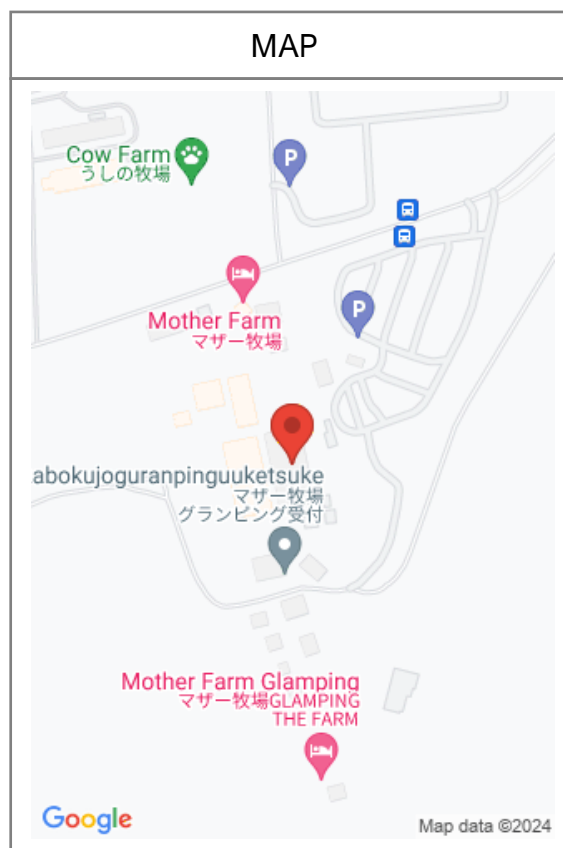 MAP
Cow Farm
うしの牧場
P
P
Mother Farm
マザー牧場
abokujoguranpinguuketsuke
マザー牧場
グランピング受付
Mother Farm Glamping
マザー牧場GLAMPING
THE FARM
Google
Map data ©2024